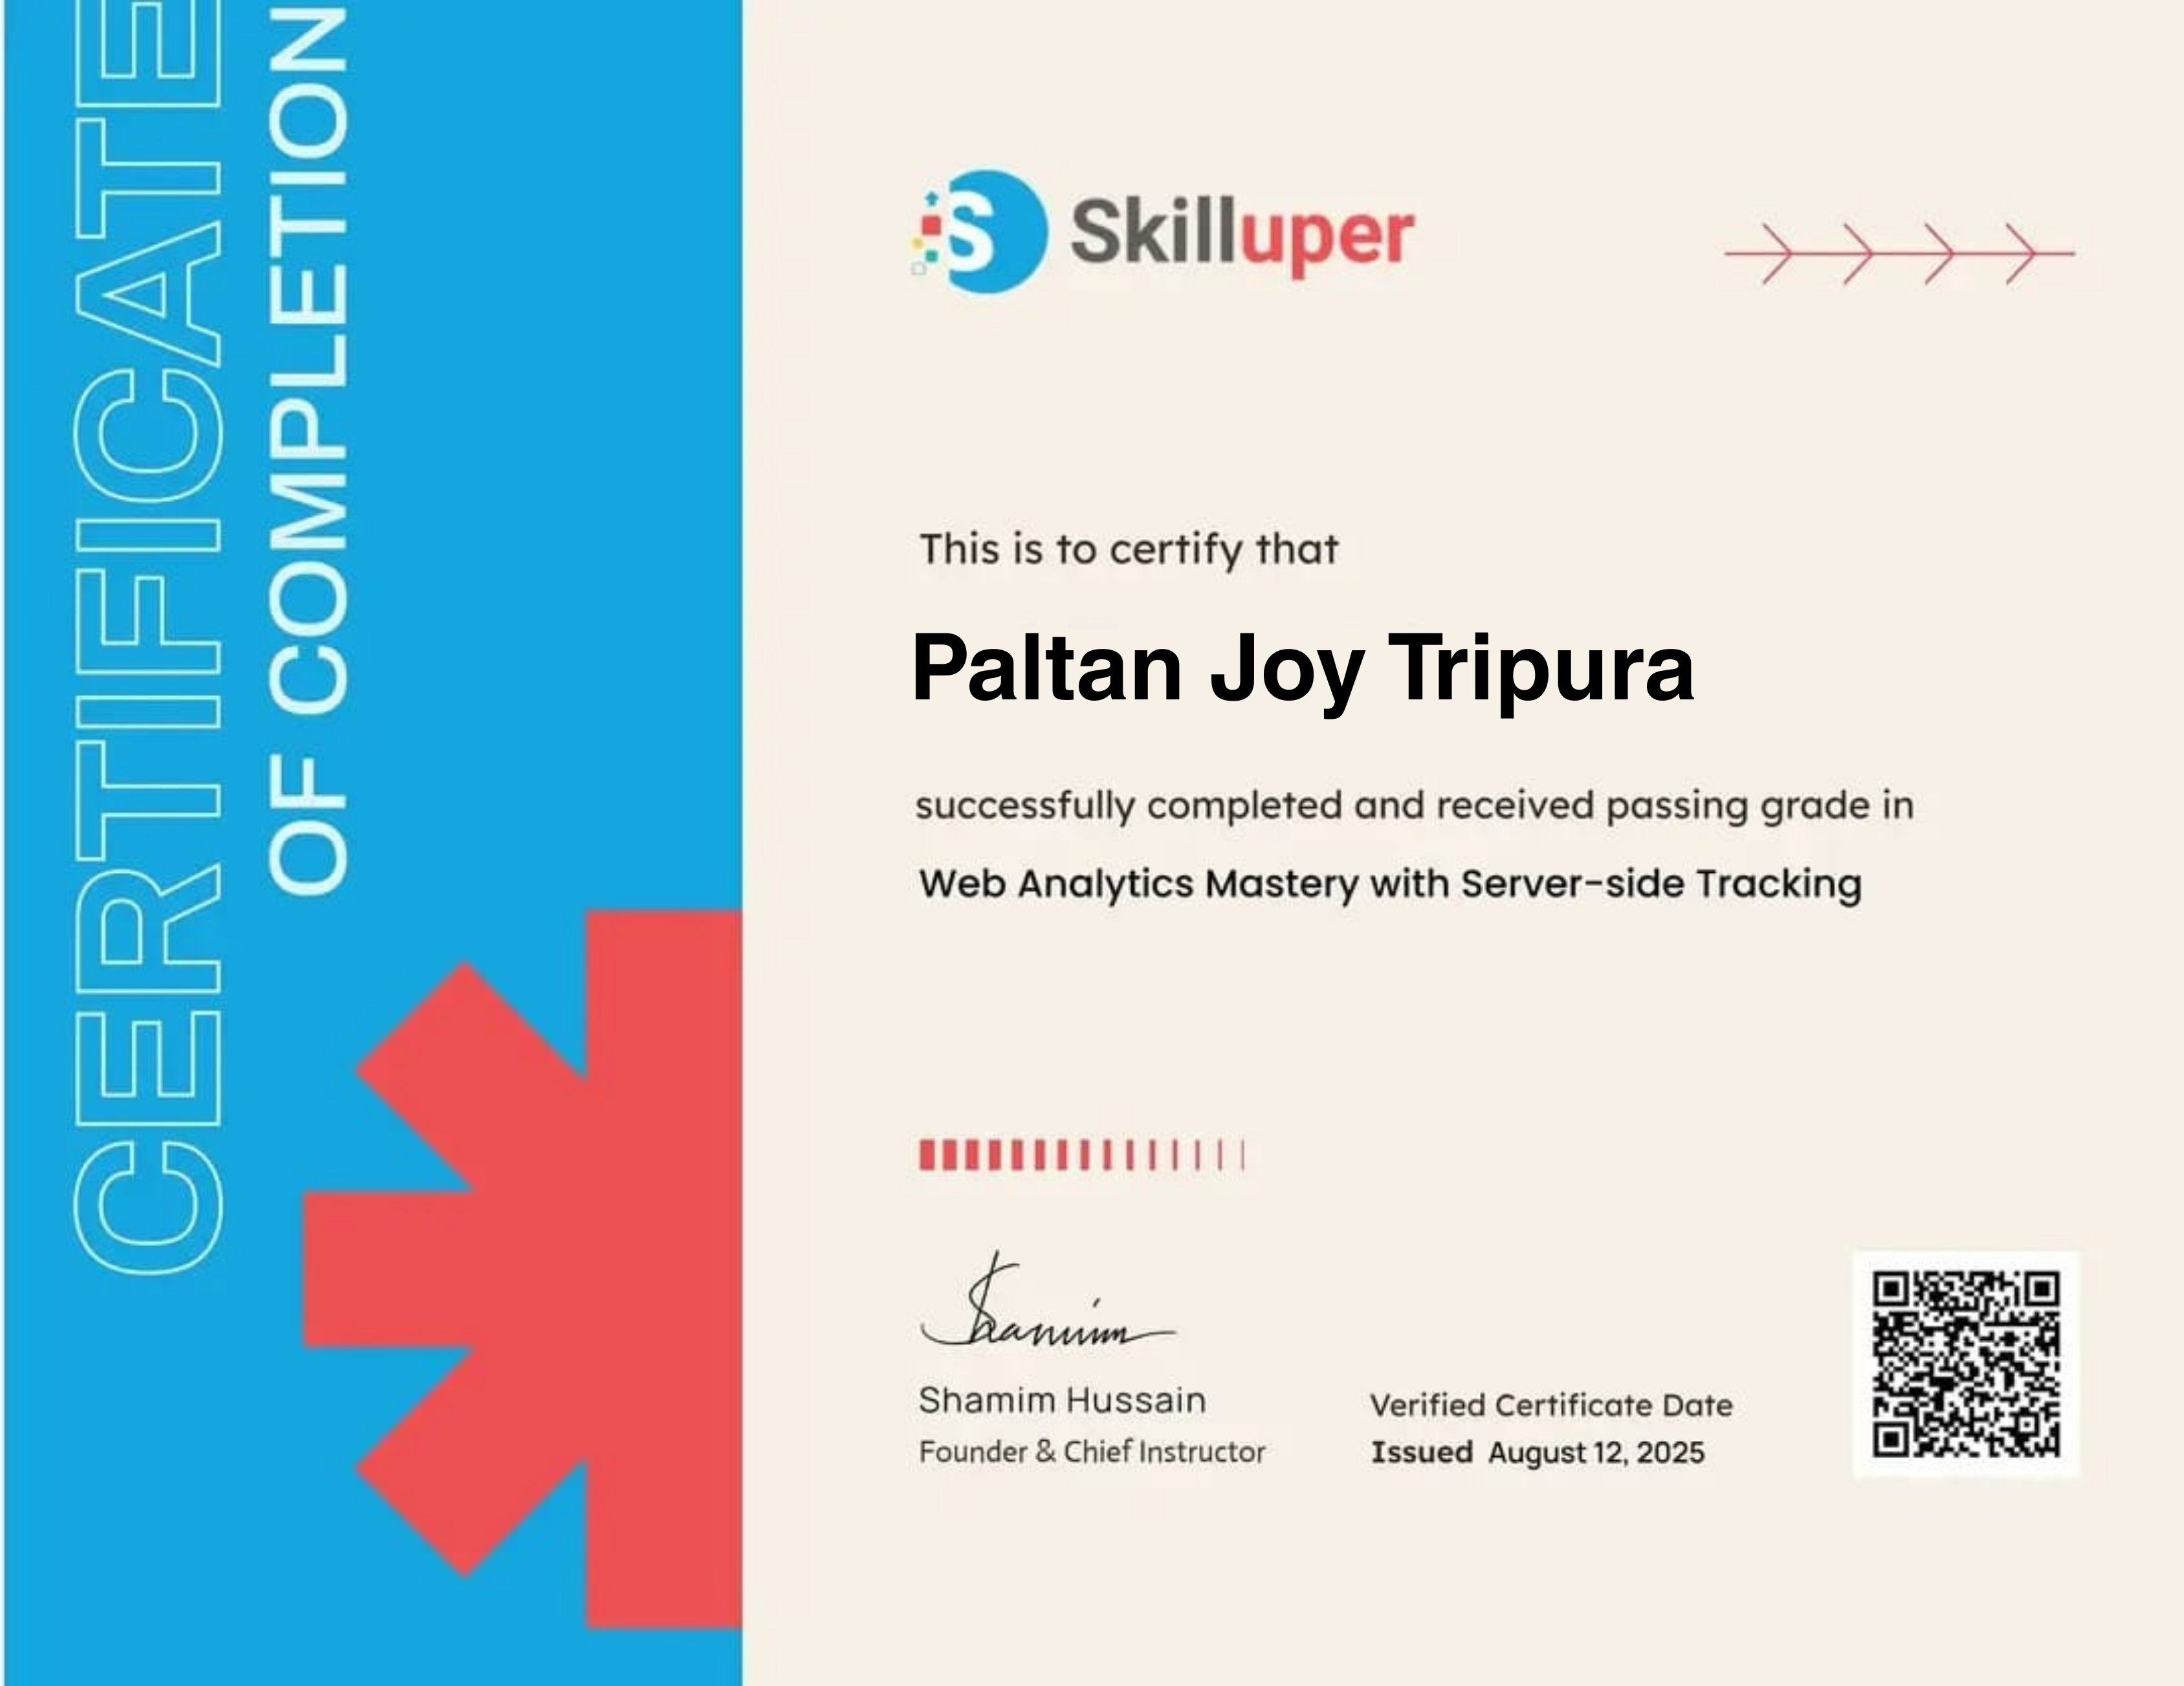 CERTIFICATE
OF COMPLETION
Skilluper
This is to certify that
Paltan Joy Tripura
successfully completed and received passing grade in
Web Analytics Mastery with Server-side Tracking
Shamim
Shamim Hussain
Founder & Chief Instructor
Verified Certificate Date
Issued August 12, 2025